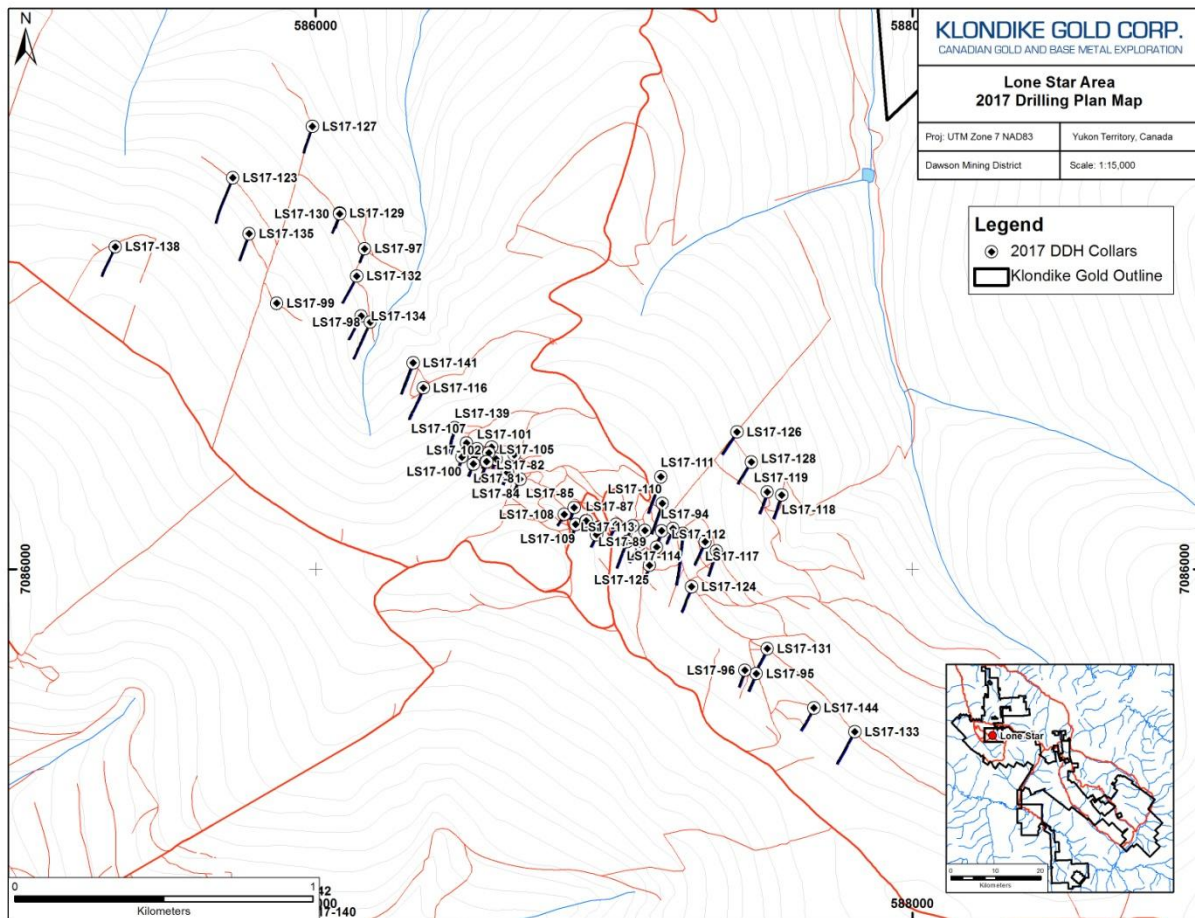 586000
588000
N
KLONDIKE GOLD CORP.
CANADIAN GOLD AND BASE METAL EXPLORATION
Lone Star Area
2017 Drilling Plan Map
Proj: UTM Zone 7 NAD83
Yukon Territory, Canada
Dawson Mining District
Scale: 1:15,000
Legend
2017 DDH Collars
Klondike Gold Outline
LS17-127
LS17-123
LS17-130
LS17-129
LS17-135
LS17-138
LS17-97
LS17-132
LS17-99
LS17-98
LS17-134
LS17-141
LS17-116
LS17-139
LS17-107
LS17-101
LS17-126
LS17-102
LS17-105
LS17-100
LS17-82
LS17-128
LS17-81
LS17-111
LS17-119
LS17-84
LS17-85
LS17-110
LS17-118
LS17-87
LS17-108
LS17-94
LS17-113
LS17-109
LS17-89
LS17-112
LS17-114
LS17-117
LS17-125
LS17-124
7086000
7086000
LS17-131
LS17-96
LS17-95
LS17-144
LS17-133
Lone Star
0 10 20
Kilometers
0 1
Kilometers
42
000
17-140
588000